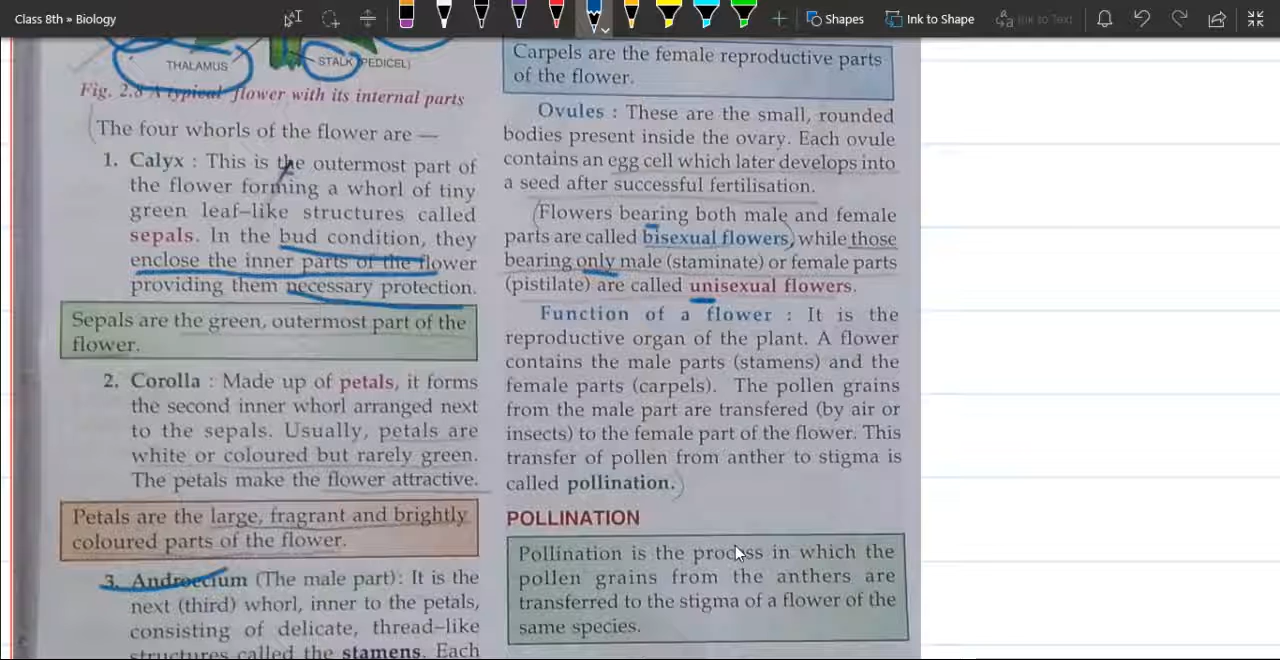 Class 8th » Biology
Shapes
Ink to Shape
Ink to Text
THALAMUS
STALK (PEDICEL)
Fig. 2.8 A typical flower with its internal parts
The four whorls of the flower are —
1. Calyx : This is the outermost part of
the flower forming a whorl of tiny
green leaf–like structures called
sepals. In the bud condition, they
enclose the inner parts of the flower
providing them necessary protection.
Sepals are the green, outermost part of the
flower.
2. Corolla : Made up of petals, it forms
the second inner whorl arranged next
to the sepals. Usually, petals are
white or coloured but rarely green.
The petals make the flower attractive.
Petals are the large, fragrant and brightly
coloured parts of the flower.
3. Androecium (The male part): It is the
next (third) whorl, inner to the petals,
consisting of delicate, thread–like
structures called the stamens. Each
Carpels are the female reproductive parts
of the flower.
Ovules : These are the small, rounded
bodies present inside the ovary. Each ovule
contains an egg cell which later develops into
a seed after successful fertilisation.
Flowers bearing both male and female
parts are called bisexual flowers, while those
bearing only male (staminate) or female parts
(pistilate) are called unisexual flowers.
Function of a flower : It is the
reproductive organ of the plant. A flower
contains the male parts (stamens) and the
female parts (carpels). The pollen grains
from the male part are transfered (by air or
insects) to the female part of the flower. This
transfer of pollen from anther to stigma is
called pollination.
POLLINATION
Pollination is the process in which the
pollen grains from the anthers are
transferred to the stigma of a flower of the
same species.